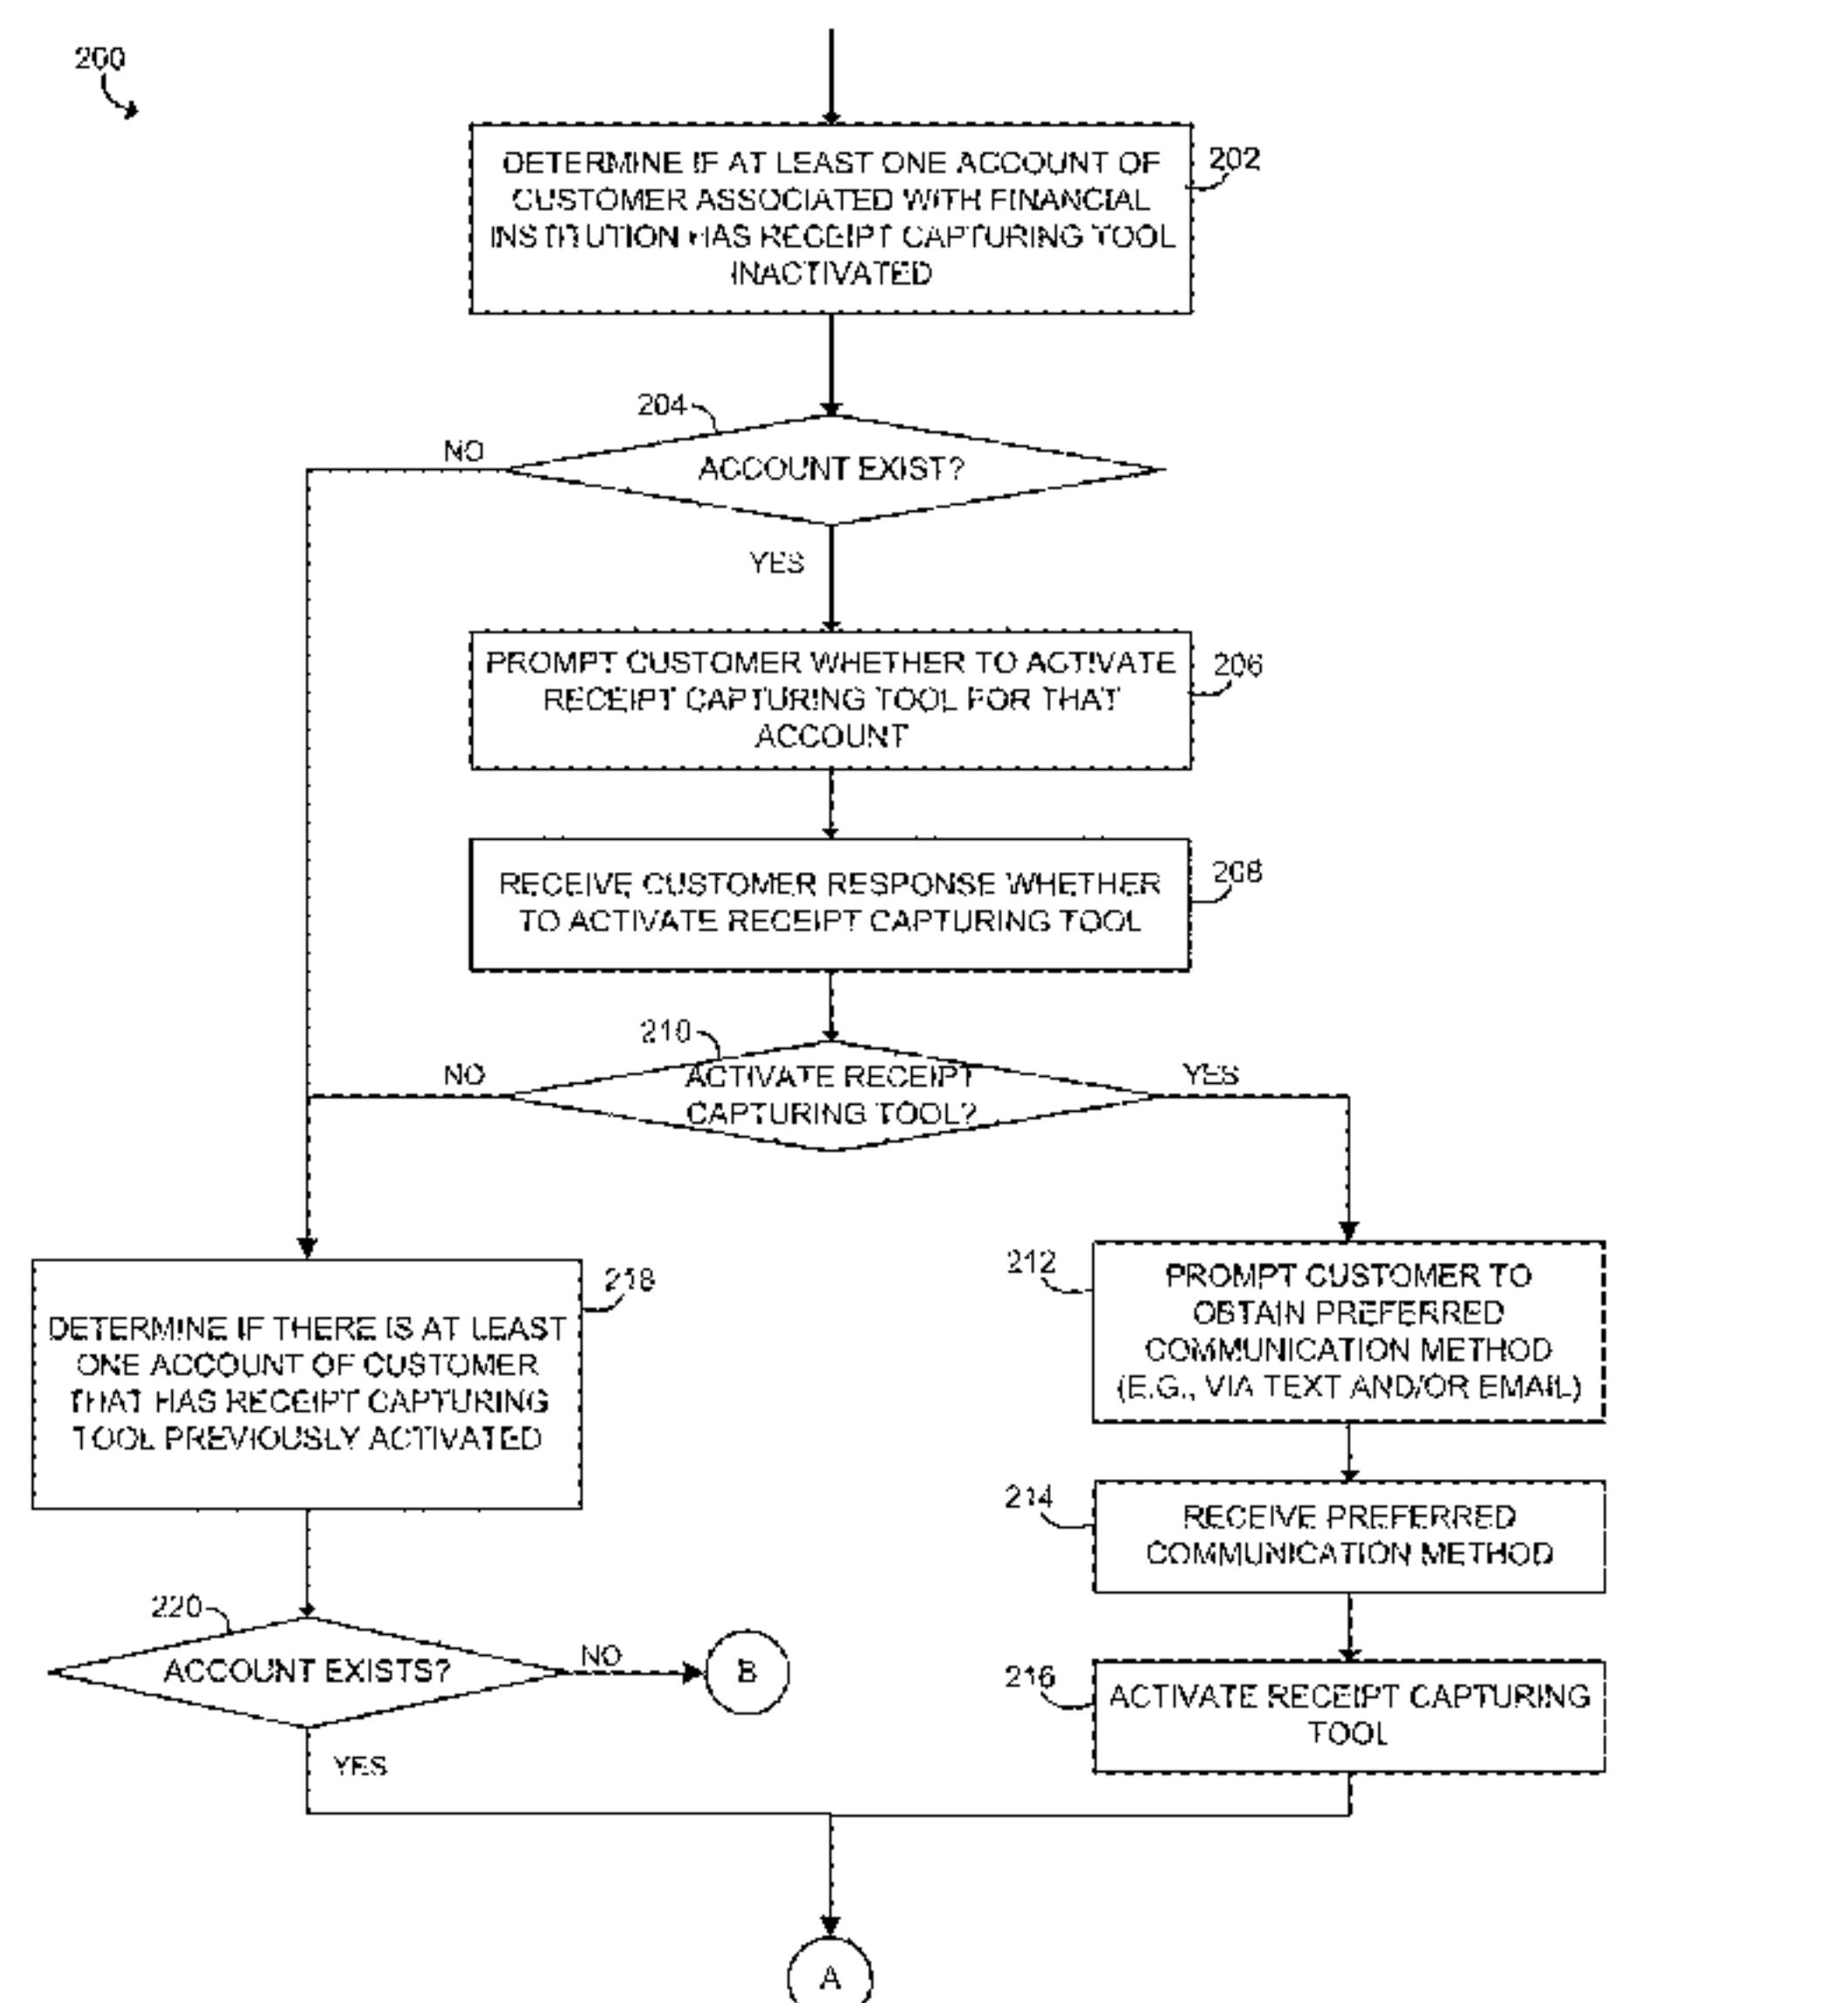 200
DETERMINE IF AT LEAST ONE ACCOUNT OF
CUSTOMER ASSOCIATED WITH FINANCIAL
INSTITUTION HAS RECEIPT CAPTURING TOOL
INACTIVATED
202
204
NO
ACCOUNT EXIST?
YES
PROMPT CUSTOMER WHETHER TO ACTIVATE
RECEIPT CAPTURING TOOL FOR THAT
ACCOUNT
206
RECEIVE CUSTOMER RESPONSE WHETHER
TO ACTIVATE RECEIPT CAPTURING TOOL
208
210
NO
ACTIVATE RECEIPT
CAPTURING TOOL?
YES
218
DETERMINE IF THERE IS AT LEAST
ONE ACCOUNT OF CUSTOMER
THAT HAS RECEIPT CAPTURING
TOOL PREVIOUSLY ACTIVATED
212
PROMPT CUSTOMER TO
OBTAIN PREFERRED
COMMUNICATION METHOD
(E.G., VIA TEXT AND/OR EMAIL)
214
RECEIVE PREFERRED
COMMUNICATION METHOD
220
ACCOUNT EXISTS?
NO
B
YES
216
ACTIVATE RECEIPT CAPTURING
TOOL
A